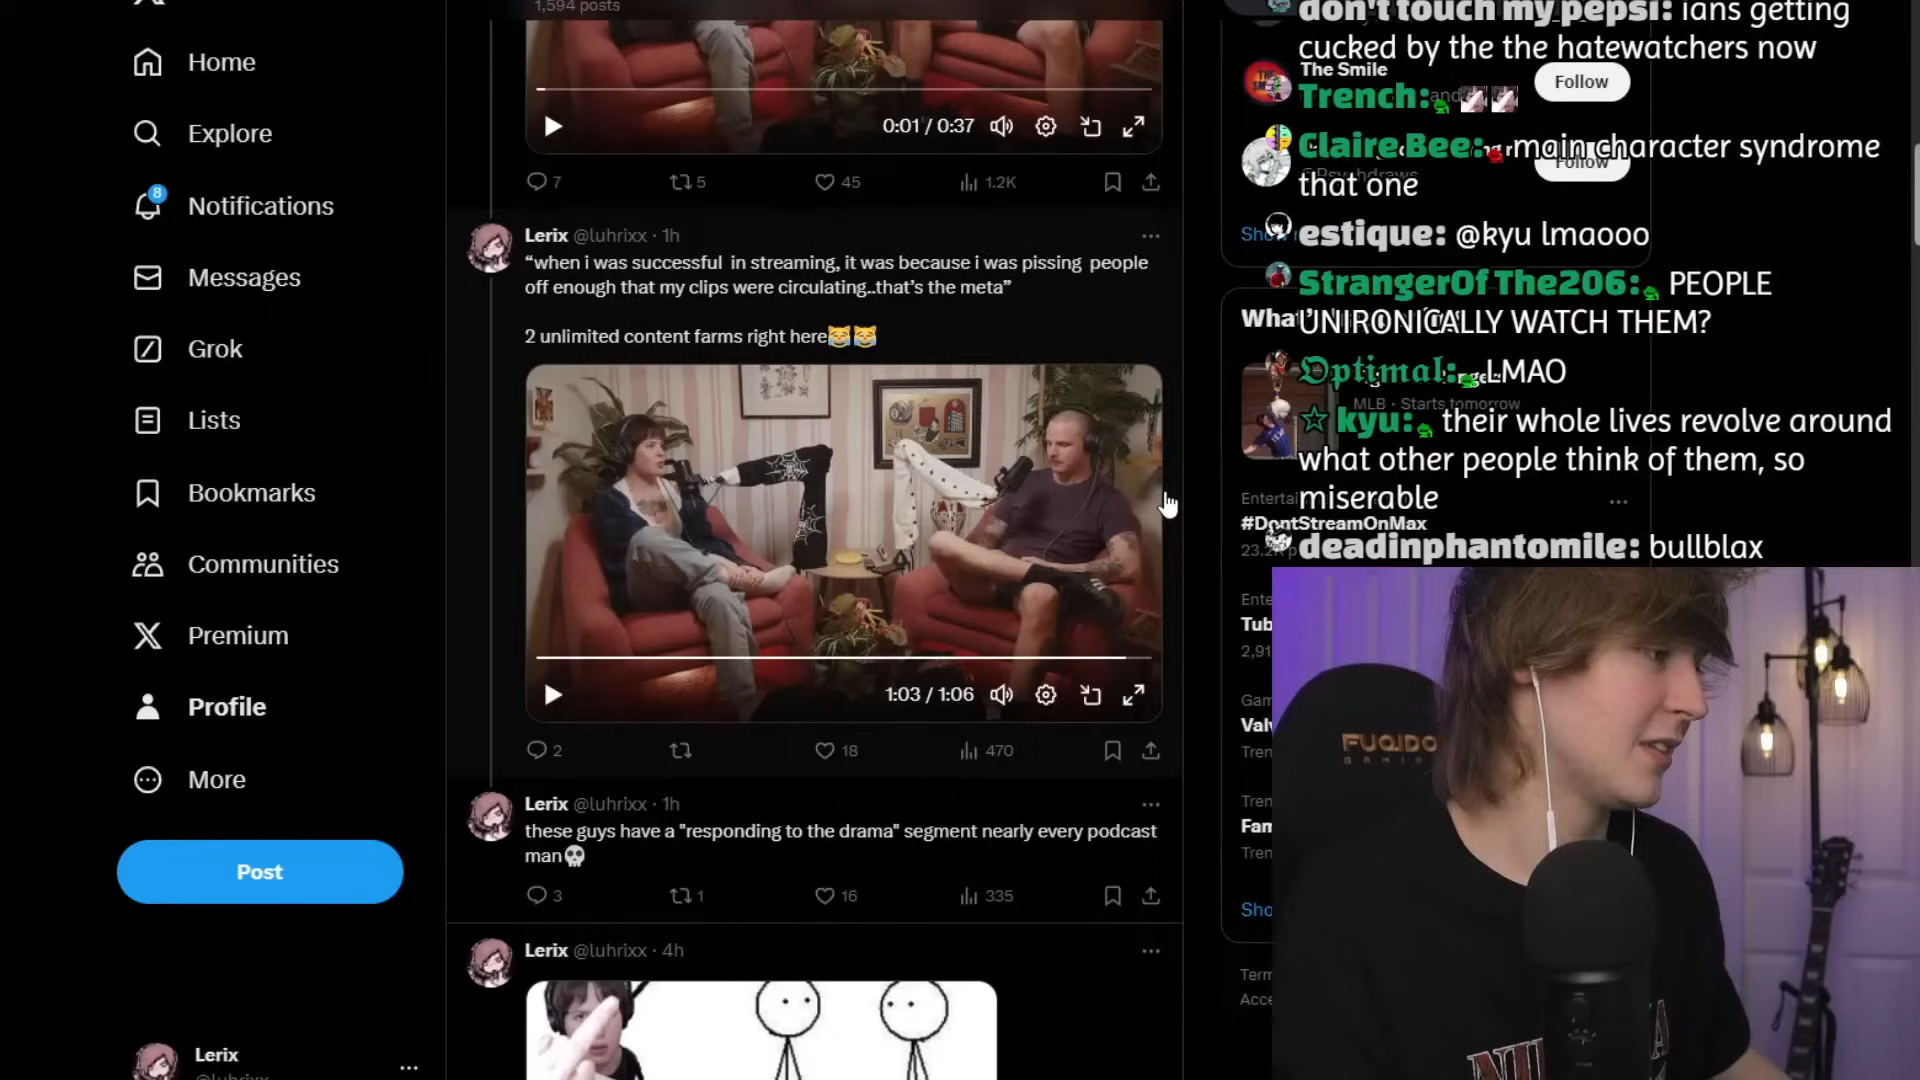 1,594 posts
Home
Explore
8
Notifications
Messages
Grok
Lists
Bookmarks
Communities
Premium
Profile
More
Post
Lerix
0:01 / 0:37
7
5
45
1.2K
Lerix @luhrixx · 1h
“when i was successful in streaming, it was because i was pissing people
off enough that my clips were circulating..that’s the meta”
2 unlimited content farms right here😹😹
1:03 / 1:06
2
18
470
Lerix @luhrixx · 1h
these guys have a "responding to the drama" segment nearly every podcast
man💀
3
1
16
335
Lerix @luhrixx · 4h
don't touch my pepsi: ians getting
cucked by the the hatewatchers now
The Smile
Follow
Trench:
Claire Bee: main character syndrome
that one
Follow
estique: @kyu lmaooo
StrangerOf The206: PEOPLE
UNIRONICALLY WATCH THEM?
Optimal: LMAO
MLB · Starts tomorrow
kyu: their whole lives revolve around
what other people think of them, so
miserable
#DontStreamOnMax
deadinphantomile: bullblax
FUQIDO
GAMING